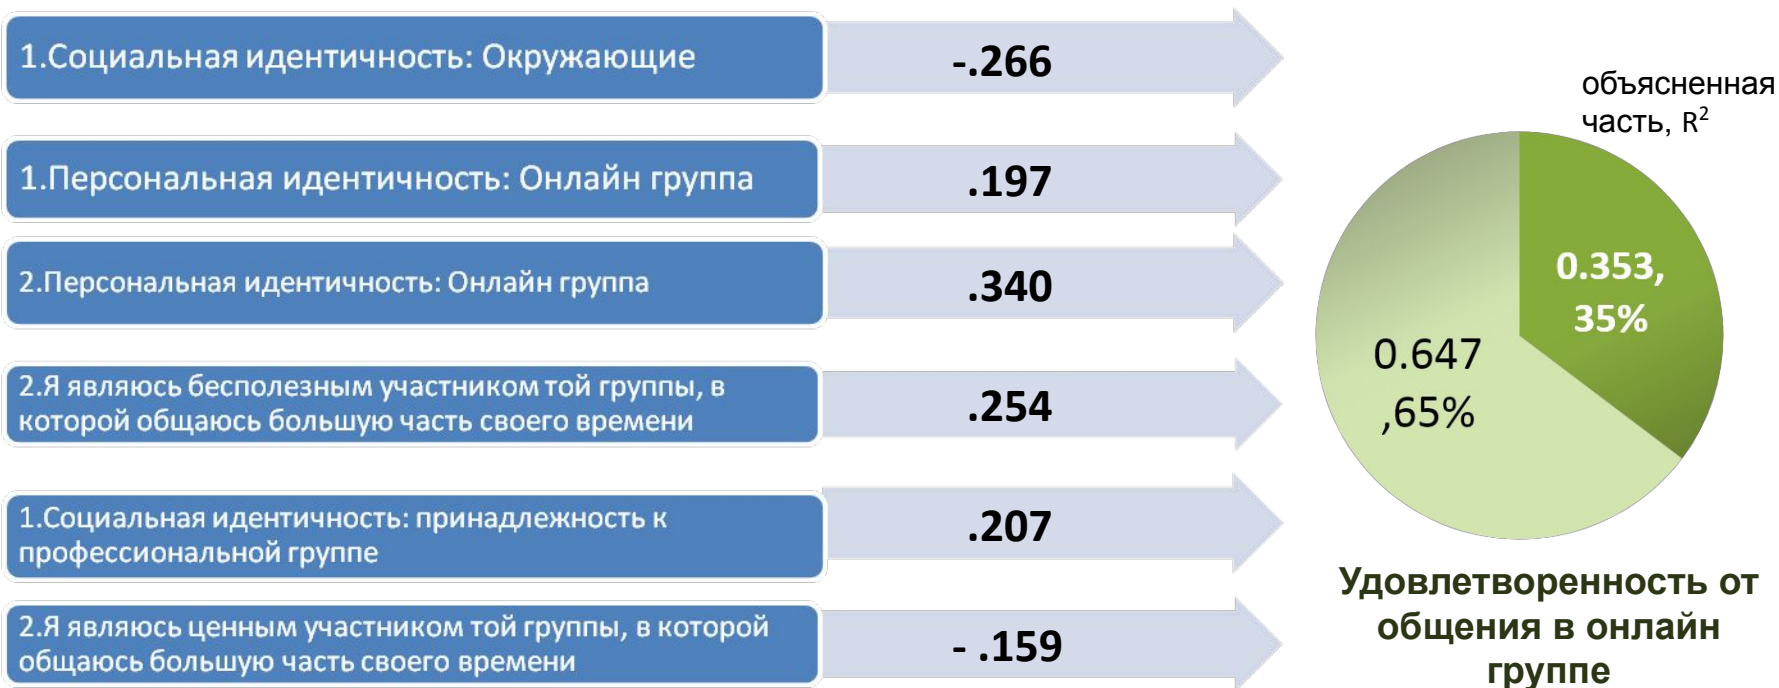 1.Социальная идентичность: Окружающие
-.266
1.Персональная идентичность: Онлайн группа
.197
2.Персональная идентичность: Онлайн группа
.340
2.Я являюсь бесполезным участником той группы, в
которой общаюсь большую часть своего времени
.254
1.Социальная идентичность: принадлежность к
профессиональной группе
.207
2.Я являюсь ценным участником той группы, в которой
общаюсь большую часть своего времени
- .159
объясненная
часть, R²
0.353,
35%
0.647
,65%
Удовлетворенность от
общения в онлайн
группе